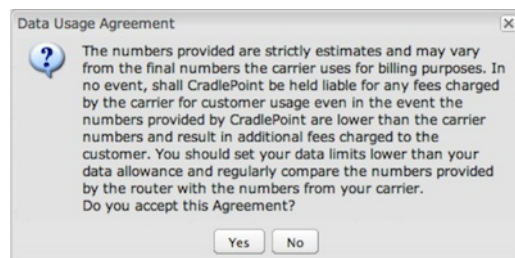 Data Usage Agreement
The numbers provided are strictly estimates and may vary
from the final numbers the carrier uses for billing purposes. In
no event, shall CradlePoint be held liable for any fees charged
by the carrier for customer usage even in the event the
numbers provided by CradlePoint are lower than the carrier
numbers and result in additional fees charged to the
customer. You should set your data limits lower than your
data allowance and regularly compare the numbers provided
by the router with the numbers from your carrier.
Do you accept this Agreement?
Yes No